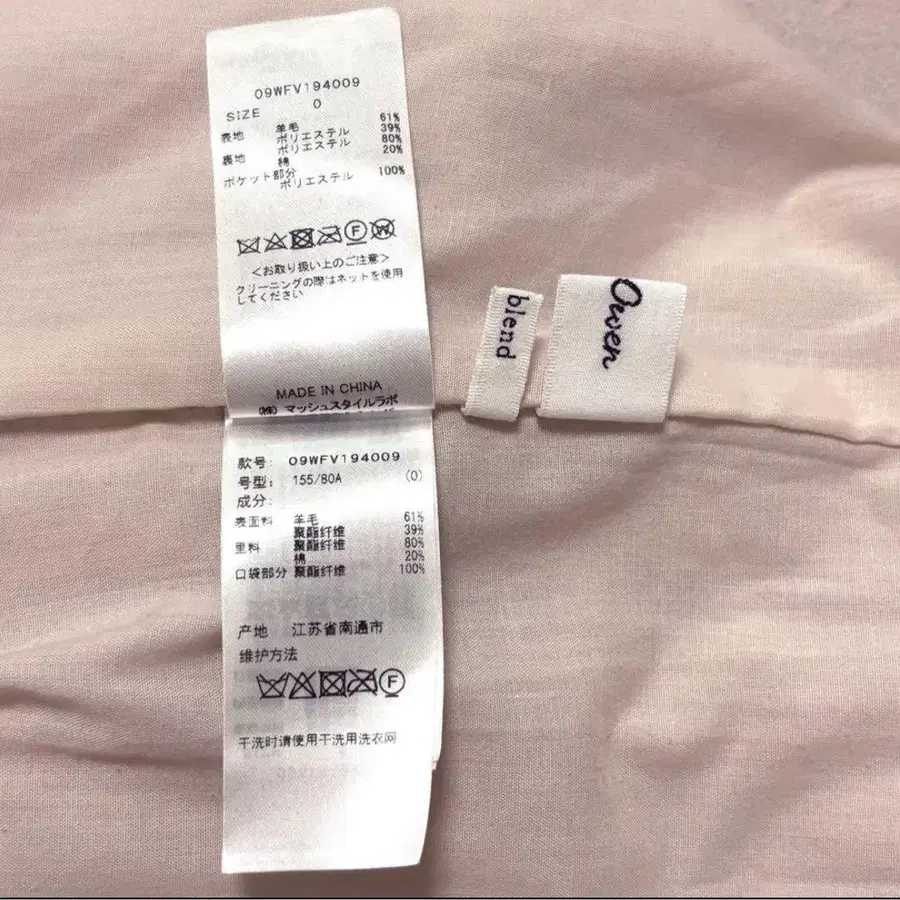 09WFV194009
SIZE 0
表地 羊毛 61%
ポリエステル 39%
裏地 ポリエステル 80%
綿 20%
ポケット部分
ポリエステル 100%
F W
＜お取り扱い上のご注意＞
クリーニングの際はネットを使用
してください
MADE IN CHINA
(株) マッシュスタイルラボ
款号: 09WFV194009
号型: 155/80A (0)
成分:
表面料 羊毛 61%
聚酯纤维 39%
里料 聚酯纤维 80%
棉 20%
口袋部分 聚酯纤维 100%
产地 江苏省南通市
维护方法
F
干洗时请使用干洗用洗衣网
blend
Owen